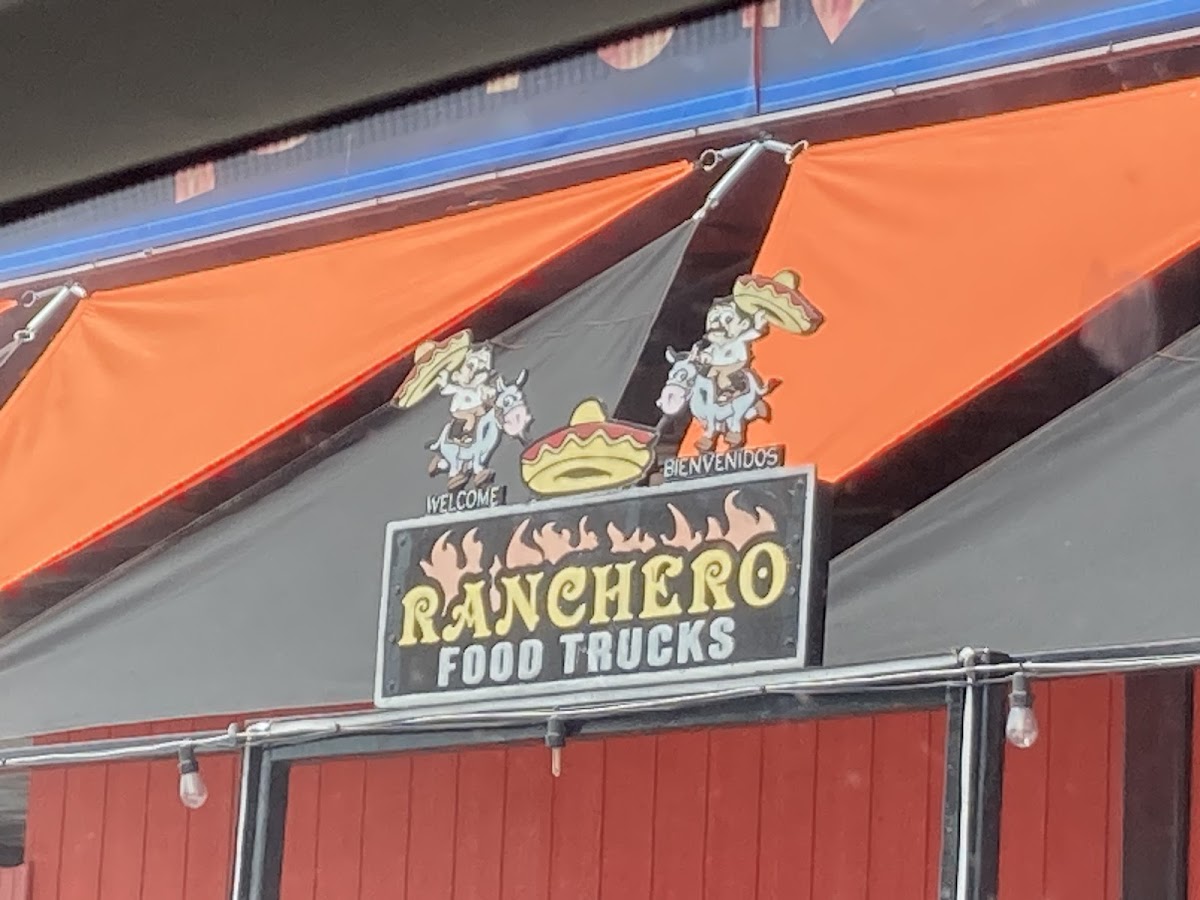 WELCOME
BIENVENIDOS
RANCHERO
FOOD TRUCKS